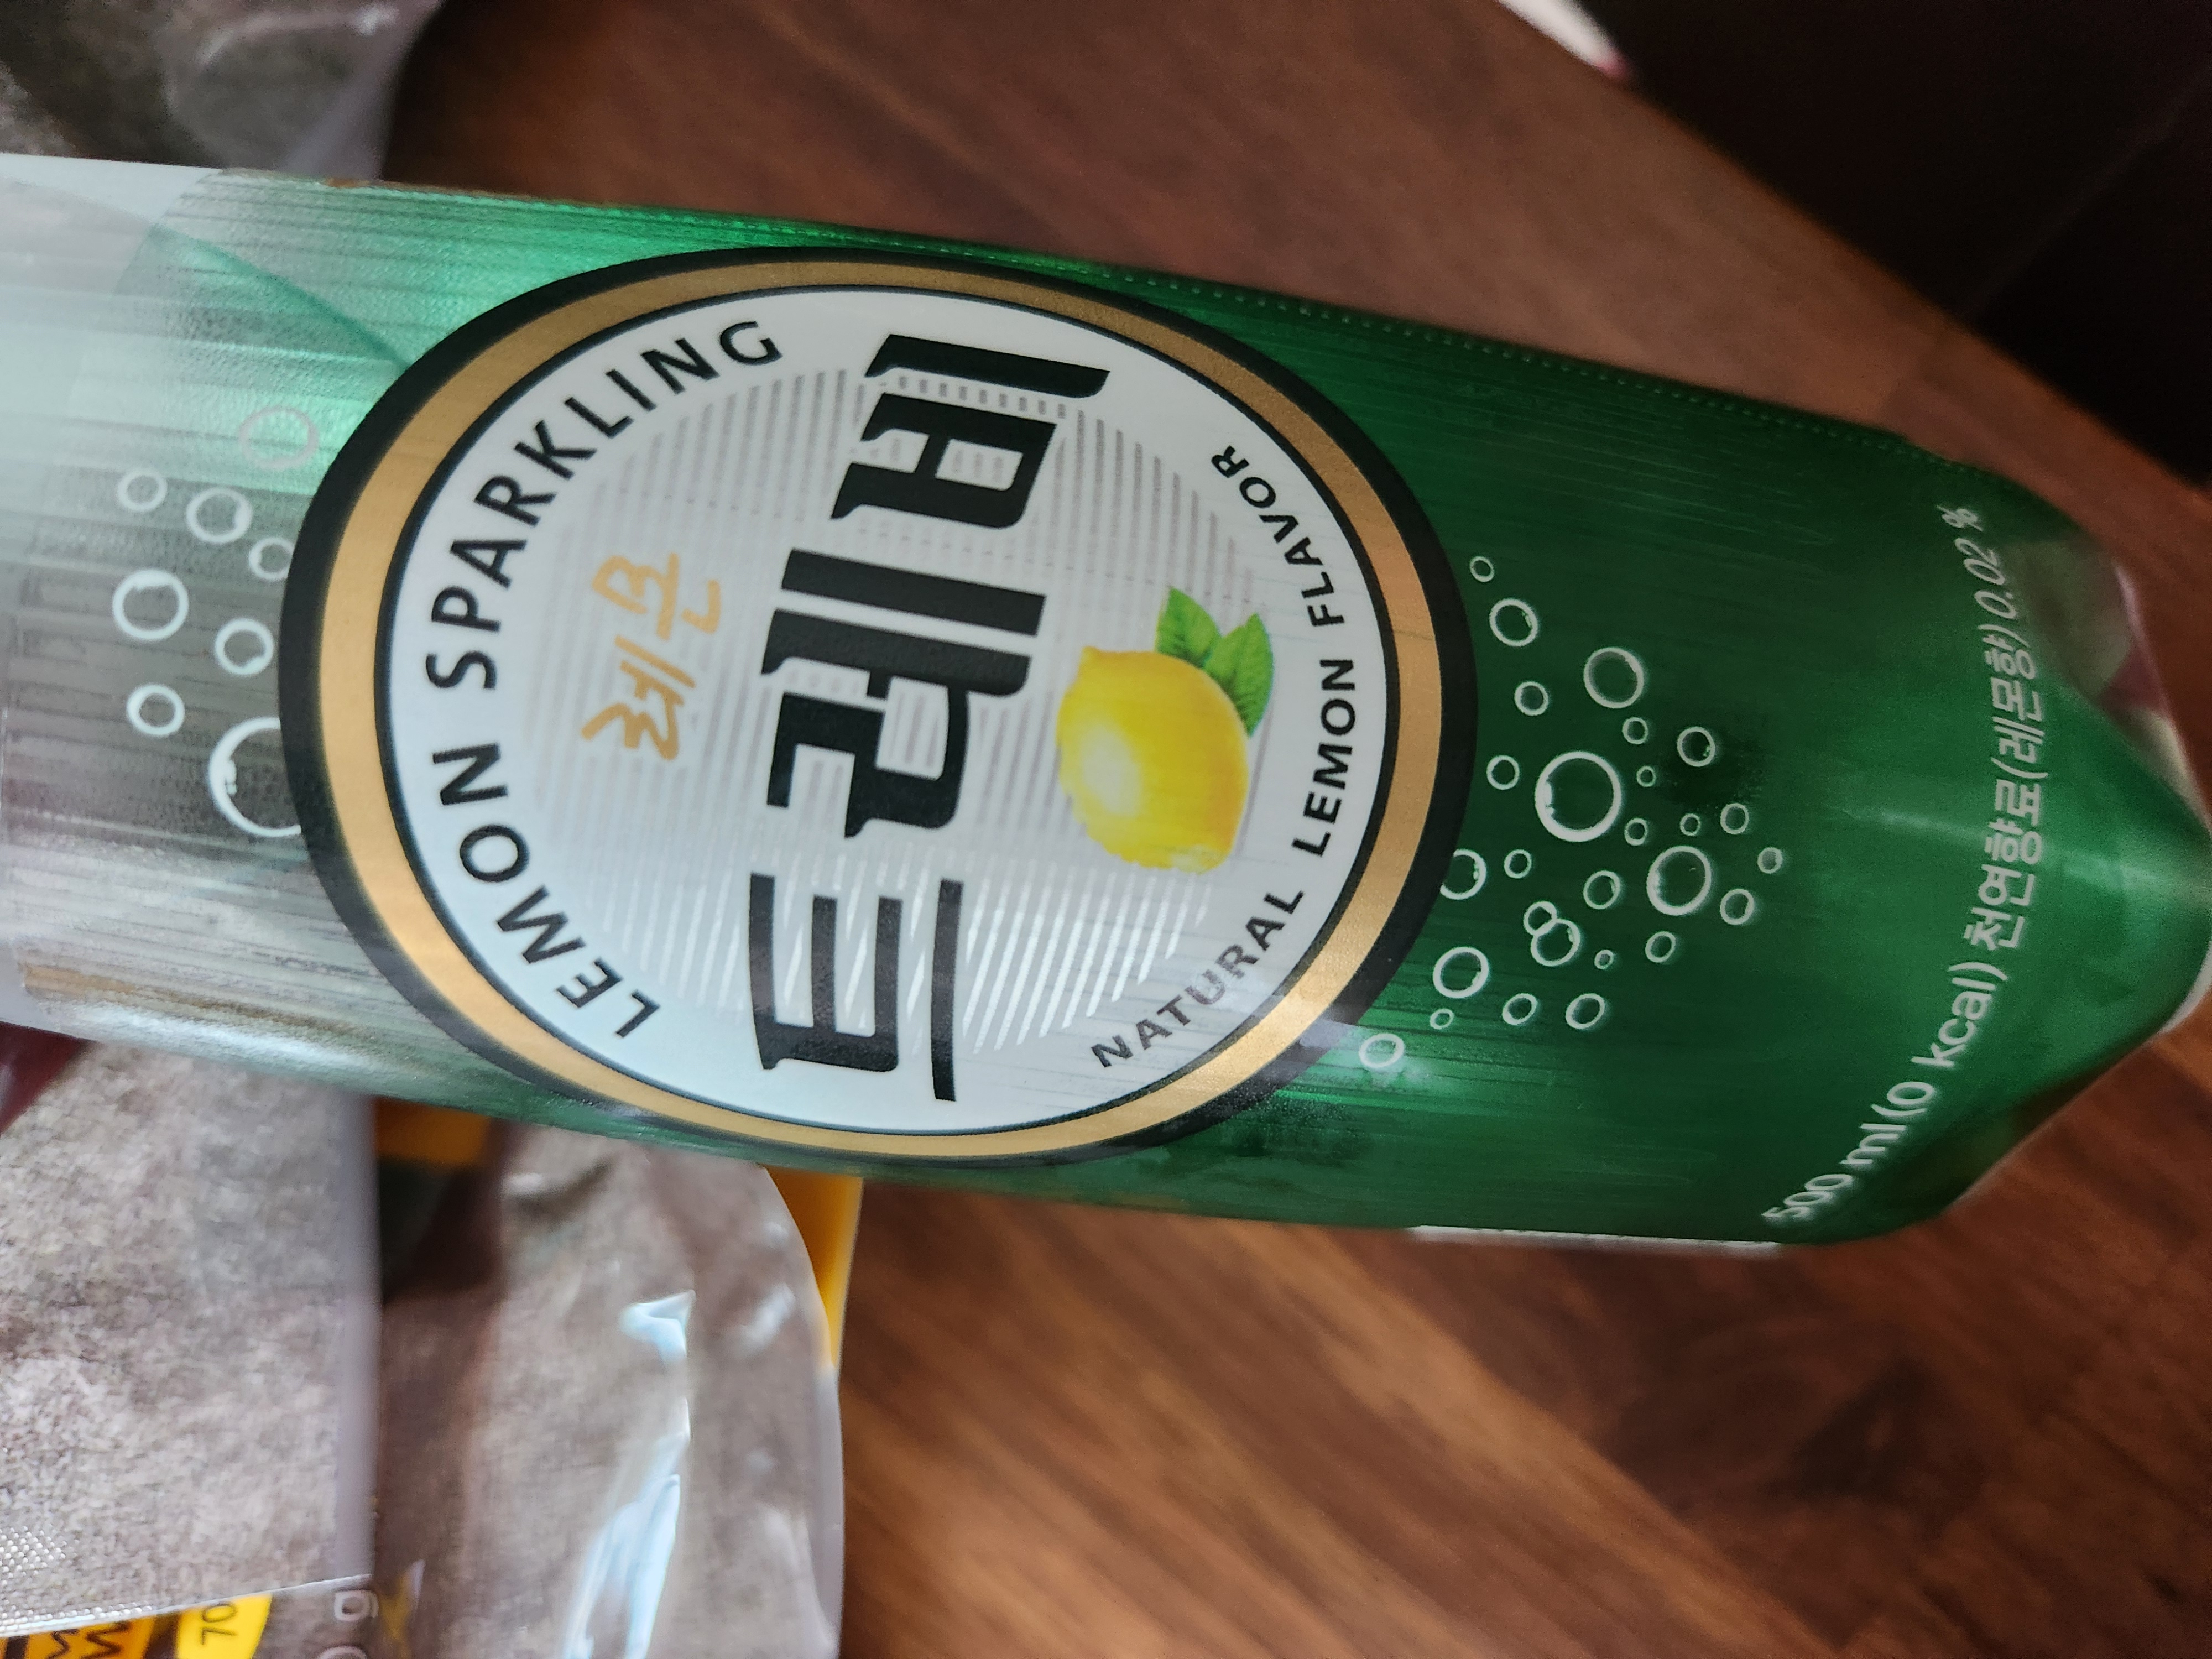 LEMON SPARKLING
레몬
트레비
NATURAL LEMON FLAVOR
500 ml(0 kcal) 천연향료(레몬향) 0.02 %
70
g